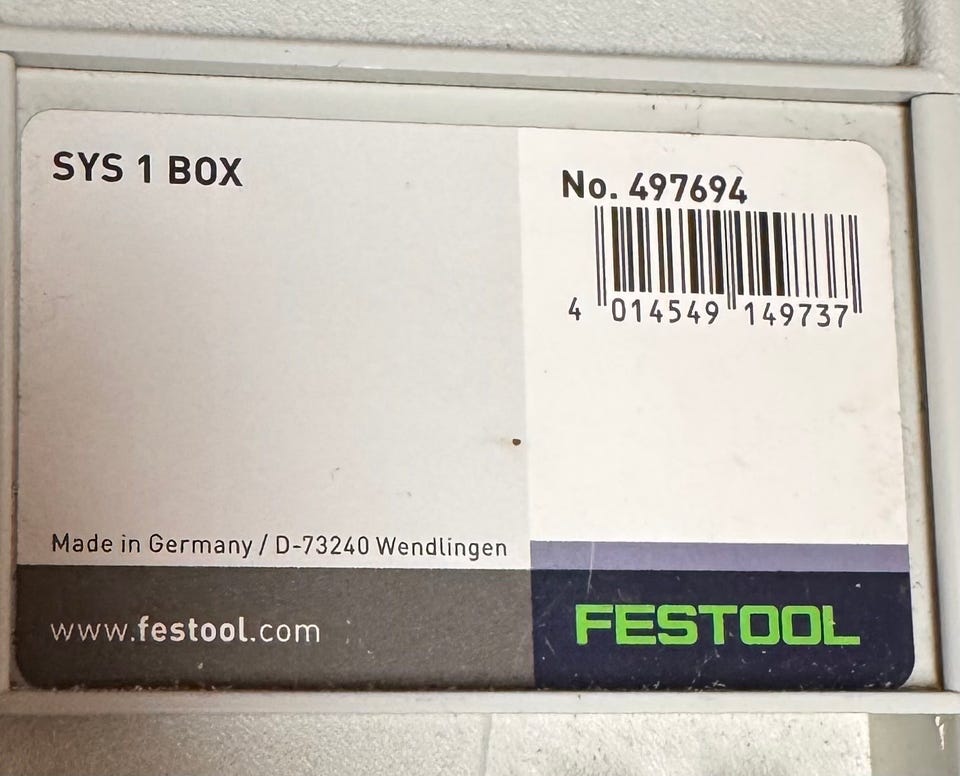 SYS 1 BOX
No. 497694
4 014549 149737
Made in Germany / D-73240 Wendlingen
www.festool.com
FESTOOL